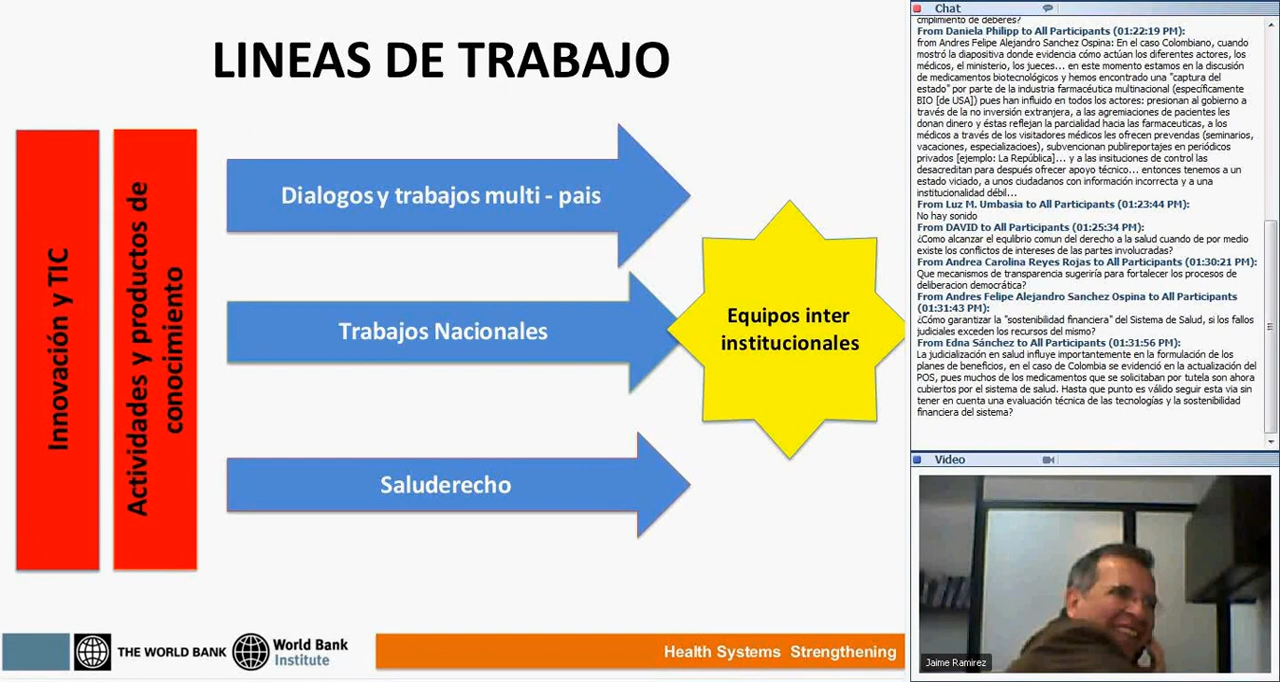 LINEAS DE TRABAJO
Innovación y TIC
Actividades y productos de
conocimiento
Dialogos y trabajos multi - pais
Trabajos Nacionales
Saluderecho
Equipos inter
institucionales
THE WORLD BANK
World Bank
Institute
Health Systems Strengthening
Chat
cmplimiento de deberes?
From Daniela Philipp to All Participants (01:22:19 PM):
from Andres Felipe Alejandro Sanchez Ospina: En el caso Colombiano, cuando
mostró la diapositiva donde evidencia cómo actúan los diferentes actores, los
médicos, el ministerio, los jueces... en este momento estamos en la discusión
de medicamentos biotecnológicos y hemos encontrado una "captura del
estado" por parte de la industria farmacéutica multinacional (específicamente
BIO [de USA]) pues han influido en todos los actores: presionan al gobierno a
través de la no inversión extranjera, a las agremiaciones de pacientes les
donan dinero y éstas reflejan la parcialidad hacia las farmaceuticas, a los
médicos a través de los visitadores médicos les ofrecen prevendas (seminarios,
vacaciones, especializacioes), subvencionan publireportajes en periódicos
privados [ejemplo: La República]... y a las insituciones de control las
desacreditan para después ofrecer apoyo técnico... entonces tenemos a un
estado viciado, a unos ciudadanos con información incorrecta y a una
institucionalidad débil...
From Luz M. Umbasia to All Participants (01:23:44 PM):
No hay sonido
From DAVID to All Participants (01:25:34 PM):
¿Como alcanzar el equlibrio comun del derecho a la salud cuando de por medio
existe los conflictos de intereses de las partes involucradas?
From Andrea Carolina Reyes Rojas to All Participants (01:30:21 PM):
Que mecanismos de transparencia sugeriría para fortalecer los procesos de
deliberacion democrática?
From Andres Felipe Alejandro Sanchez Ospina to All Participants
(01:31:43 PM):
¿Cómo garantizar la "sostenibilidad financiera" del Sistema de Salud, si los fallos
judiciales exceden los recursos del mismo?
From Edna Sánchez to All Participants (01:31:56 PM):
La judicialización en salud influye importantemente en la formulación de los
planes de beneficios, en el caso de Colombia se evidenció en la actualización del
POS, pues muchos de los medicamentos que se solicitaban por tutela son ahora
cubiertos por el sistema de salud. Hasta que punto es válido seguir esta via sin
tener en cuenta una evaluación técnica de las tecnologías y la sostenibilidad
financiera del sistema?
Video
Jaime Ramirez